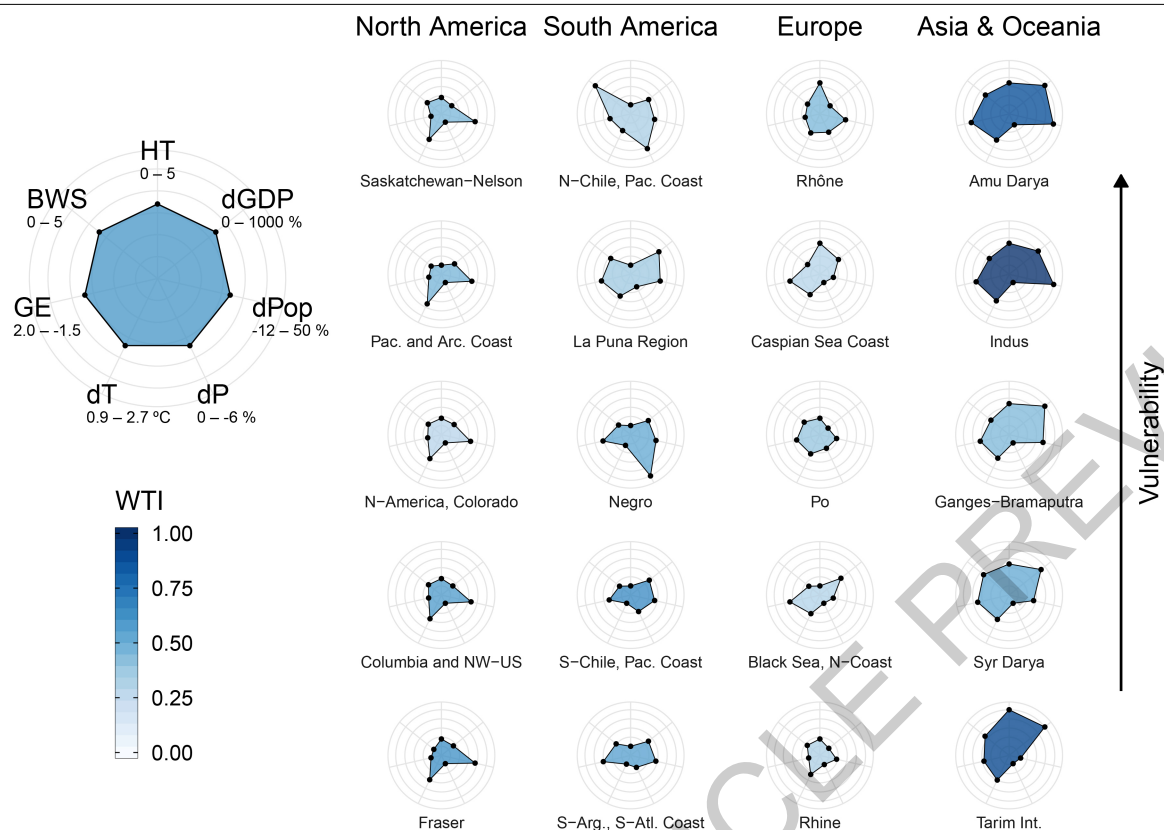 North America South America Europe Asia & Oceania
HT
0 – 5
BWS
0 – 5
dGDP
0 – 1000 %
GE
2.0 – -1.5
dPop
-12 – 50 %
dT
0.9 – 2.7 ºC
dP
0 – -6 %
Saskatchewan−Nelson N−Chile, Pac. Coast Rhône Amu Darya
Pac. and Arc. Coast La Puna Region Caspian Sea Coast Indus
N−America, Colorado Negro Po Ganges−Bramaputra
Columbia and NW−US S−Chile, Pac. Coast Black Sea, N−Coast Syr Darya
Fraser S−Arg., S−Atl. Coast Rhine Tarim Int.
Vulnerability
WTI
1.00
0.75
0.50
0.25
0.00